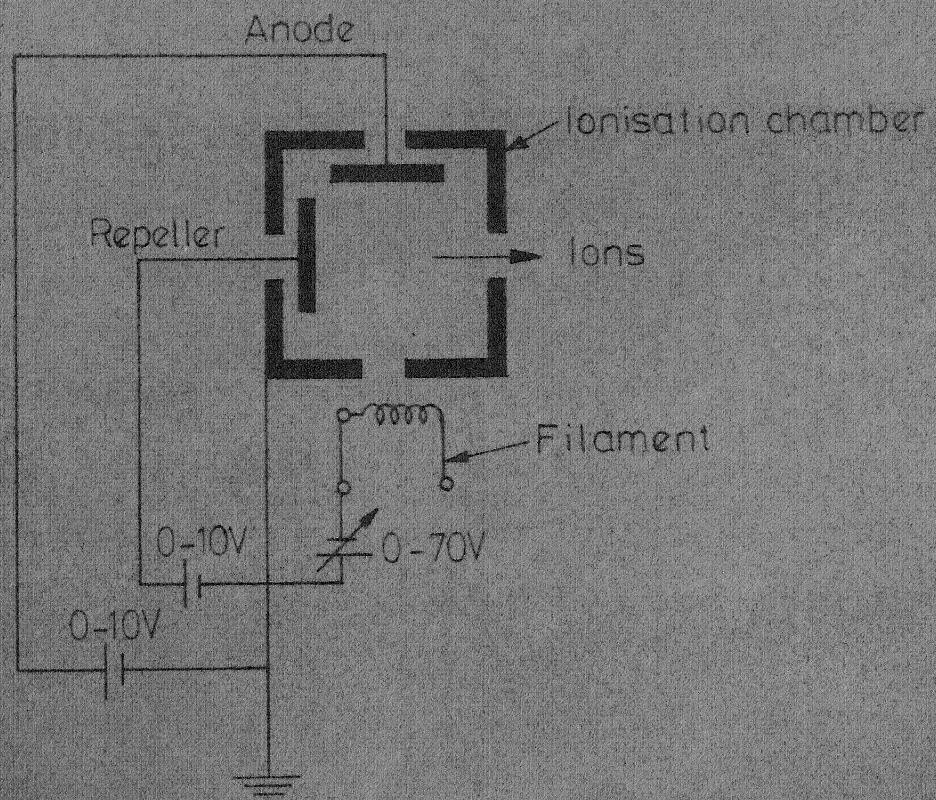 Anode
Ionisation chamber
Repeller
Ions
Filament
0-10V
0-70V
0-10V